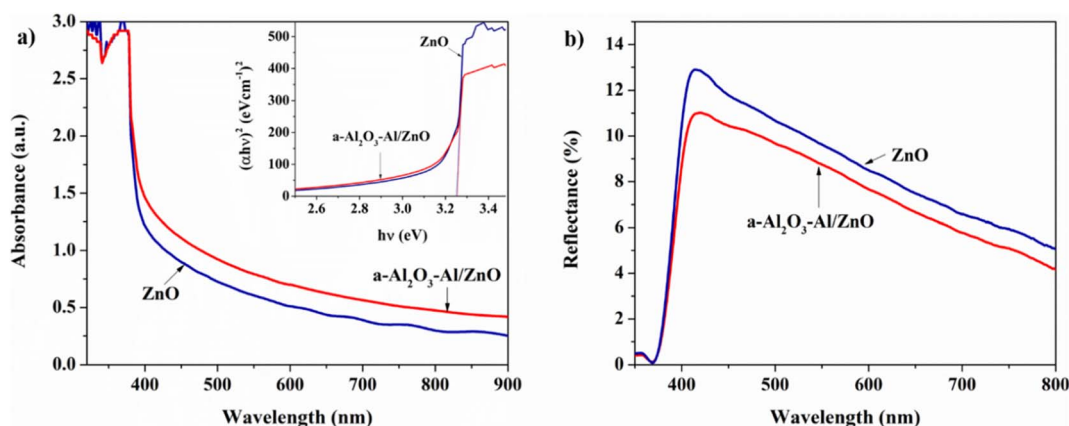 a)
3.0
2.5
2.0
1.5
1.0
0.5
0.0
Absorbance (a.u.)
400 500 600 700 800 900
Wavelength (nm)
ZnO
a-Al₂O₃-Al/ZnO
500
400
300
200
100
0
(αhν)² (eVcm⁻¹)²
2.6 2.8 3.0 3.2 3.4
hν (eV)
ZnO
a-Al₂O₃-Al/ZnO
b)
14
12
10
8
6
4
2
0
Reflectance (%)
400 500 600 700 800
Wavelength (nm)
ZnO
a-Al₂O₃-Al/ZnO